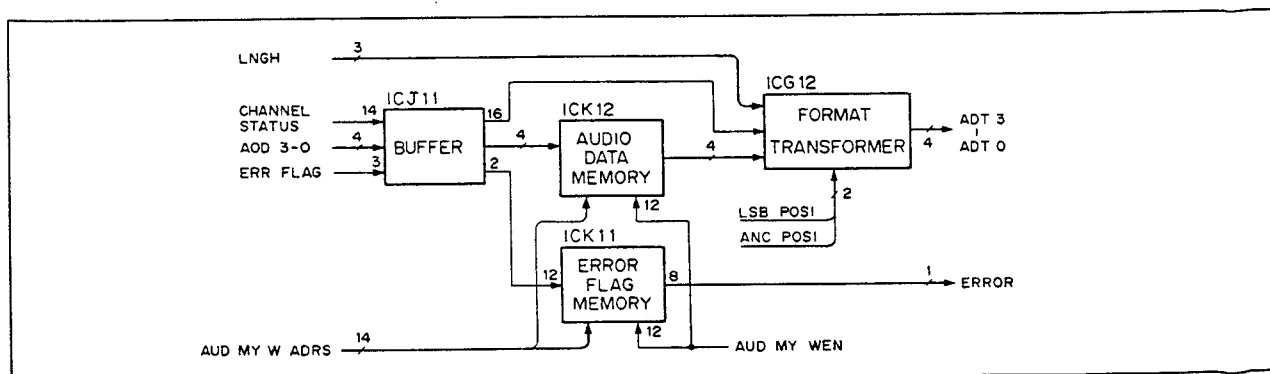 LNGH
3
CHANNEL
STATUS
14
AOD 3-0
4
ERR FLAG
3
ICJ11
BUFFER
16
4
2
ICK12
AUDIO
DATA
MEMORY
4
12
ICG12
FORMAT
TRANSFORMER
4
ADT 3
ADT 0
2
LSB POSI
ANC POSI
ICK11
12
ERROR
FLAG
MEMORY
8
1
ERROR
12
AUD MY W ADRS
14
AUD MY WEN